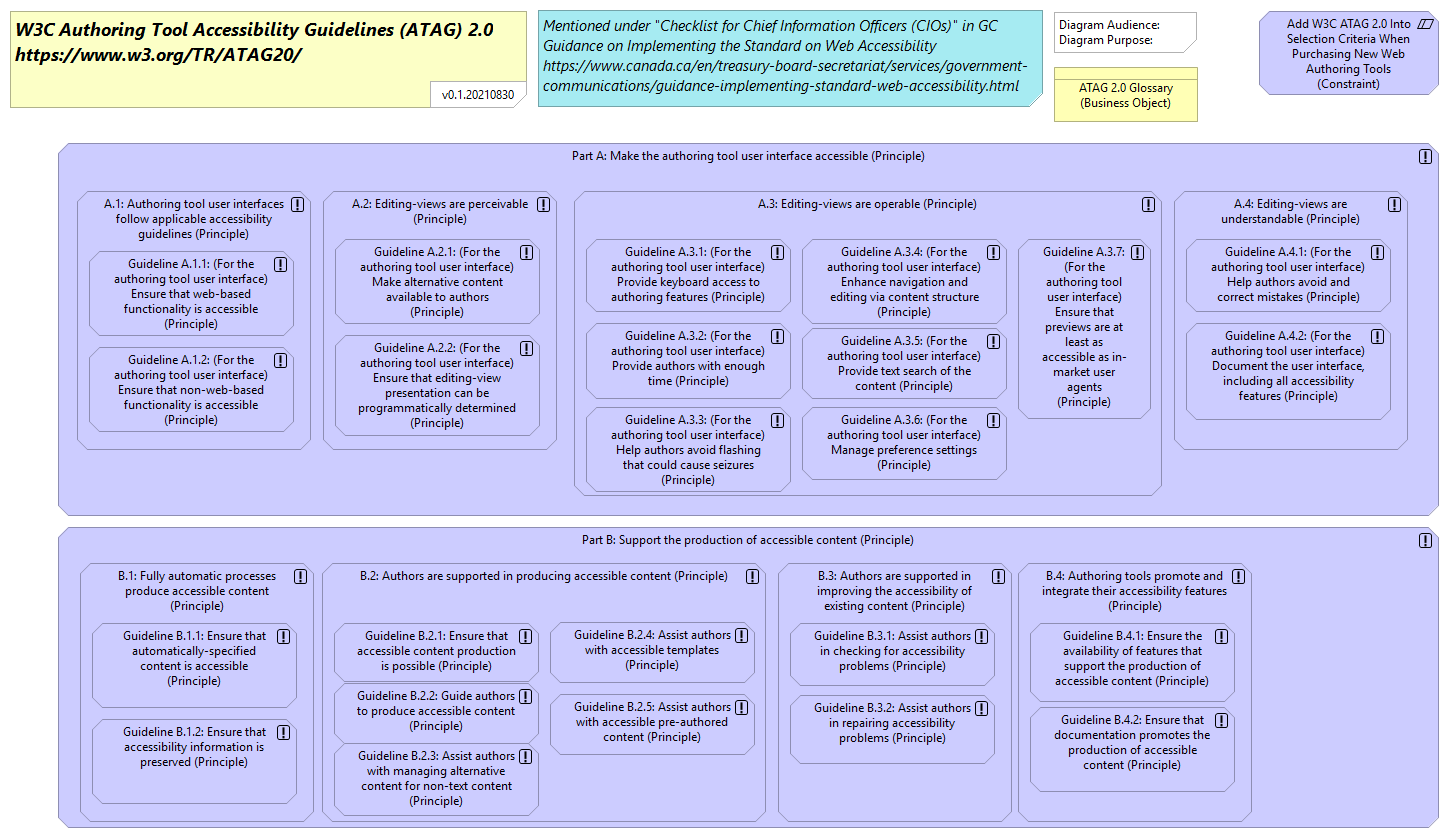 W3C Authoring Tool Accessibility Guidelines (ATAG) 2.0
https://www.w3.org/TR/ATAG20/
v0.1.20210830
Mentioned under "Checklist for Chief Information Officers (CIOs)" in GC
Guidance on Implementing the Standard on Web Accessibility
https://www.canada.ca/en/treasury-board-secretariat/services/government-
communications/guidance-implementing-standard-web-accessibility.html
Diagram Audience:
Diagram Purpose:
ATAG 2.0 Glossary
(Business Object)
Add W3C ATAG 2.0 Into
Selection Criteria When
Purchasing New Web
Authoring Tools
(Constraint)
Part A: Make the authoring tool user interface accessible (Principle)
A.1: Authoring tool user interfaces
follow applicable accessibility
guidelines (Principle)
Guideline A.1.1: (For the
authoring tool user interface)
Ensure that web-based
functionality is accessible
(Principle)
Guideline A.1.2: (For the
authoring tool user interface)
Ensure that non-web-based
functionality is accessible
(Principle)
A.2: Editing-views are perceivable
(Principle)
Guideline A.2.1: (For the
authoring tool user interface)
Make alternative content
available to authors
(Principle)
Guideline A.2.2: (For the
authoring tool user interface)
Ensure that editing-view
presentation can be
programmatically determined
(Principle)
A.3: Editing-views are operable (Principle)
Guideline A.3.1: (For the
authoring tool user interface)
Provide keyboard access to
authoring features (Principle)
Guideline A.3.2: (For the
authoring tool user interface)
Provide authors with enough
time (Principle)
Guideline A.3.3: (For the
authoring tool user interface)
Help authors avoid flashing
that could cause seizures
(Principle)
Guideline A.3.4: (For the
authoring tool user interface)
Enhance navigation and
editing via content structure
(Principle)
Guideline A.3.5: (For the
authoring tool user interface)
Provide text search of the
content (Principle)
Guideline A.3.6: (For the
authoring tool user interface)
Manage preference settings
(Principle)
Guideline A.3.7:
(For the
authoring tool
user interface)
Ensure that
previews are at
least as
accessible as in-
market user
agents
(Principle)
A.4: Editing-views are
understandable (Principle)
Guideline A.4.1: (For the
authoring tool user interface)
Help authors avoid and
correct mistakes (Principle)
Guideline A.4.2: (For the
authoring tool user interface)
Document the user interface,
including all accessibility
features (Principle)
Part B: Support the production of accessible content (Principle)
B.1: Fully automatic processes
produce accessible content
(Principle)
Guideline B.1.1: Ensure that
automatically-specified
content is accessible
(Principle)
Guideline B.1.2: Ensure that
accessibility information is
preserved (Principle)
B.2: Authors are supported in producing accessible content (Principle)
Guideline B.2.1: Ensure that
accessible content production
is possible (Principle)
Guideline B.2.2: Guide authors
to produce accessible content
(Principle)
Guideline B.2.3: Assist authors
with managing alternative
content for non-text content
(Principle)
Guideline B.2.4: Assist authors
with accessible templates
(Principle)
Guideline B.2.5: Assist authors
with accessible pre-authored
content (Principle)
B.3: Authors are supported in
improving the accessibility of
existing content (Principle)
Guideline B.3.1: Assist authors
in checking for accessibility
problems (Principle)
Guideline B.3.2: Assist authors
in repairing accessibility
problems (Principle)
B.4: Authoring tools promote and
integrate their accessibility features
(Principle)
Guideline B.4.1: Ensure the
availability of features that
support the production of
accessible content (Principle)
Guideline B.4.2: Ensure that
documentation promotes the
production of accessible
content (Principle)